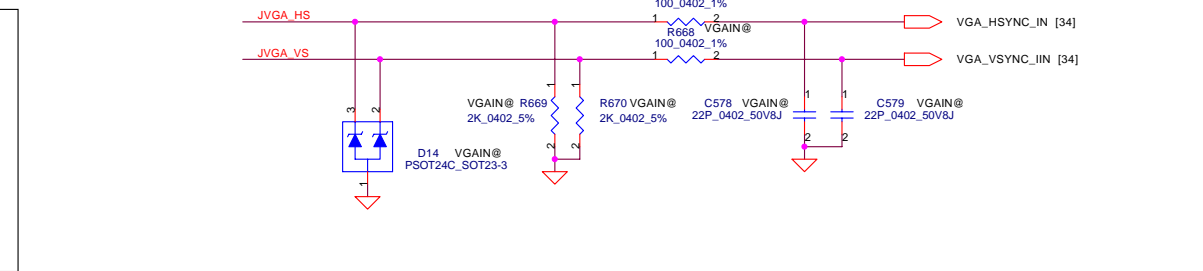 100_0402_1%
JVGA_HS
1
2
VGA_HSYNC_IN [34]
R668 VGAIN@
100_0402_1%
JVGA_VS
1
2
VGA_VSYNC_IIN [34]
3
2
1
1
1
1
VGAIN@ R669
R670 VGAIN@
C578 VGAIN@
C579 VGAIN@
2K_0402_5%
2K_0402_5%
22P_0402_50V8J
22P_0402_50V8J
2
2
2
2
D14 VGAIN@
PSOT24C_SOT23-3
1